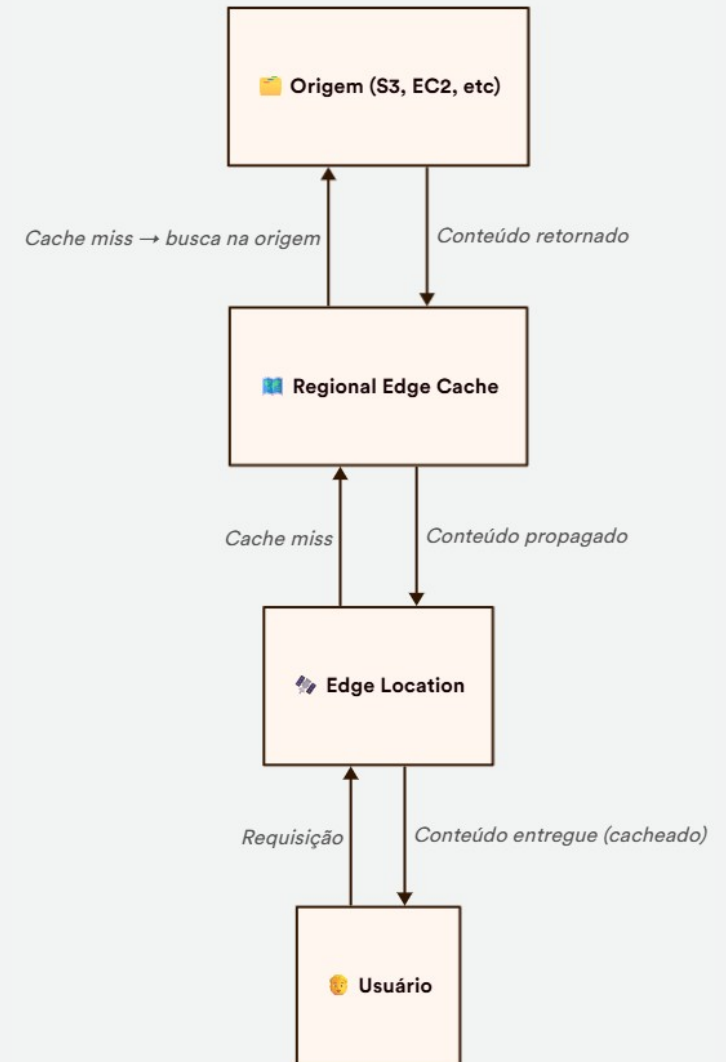 Origem (S3, EC2, etc)
Cache miss → busca na origem
Conteúdo retornado
Regional Edge Cache
Cache miss
Conteúdo propagado
Edge Location
Requisição
Conteúdo entregue (cacheado)
Usuário